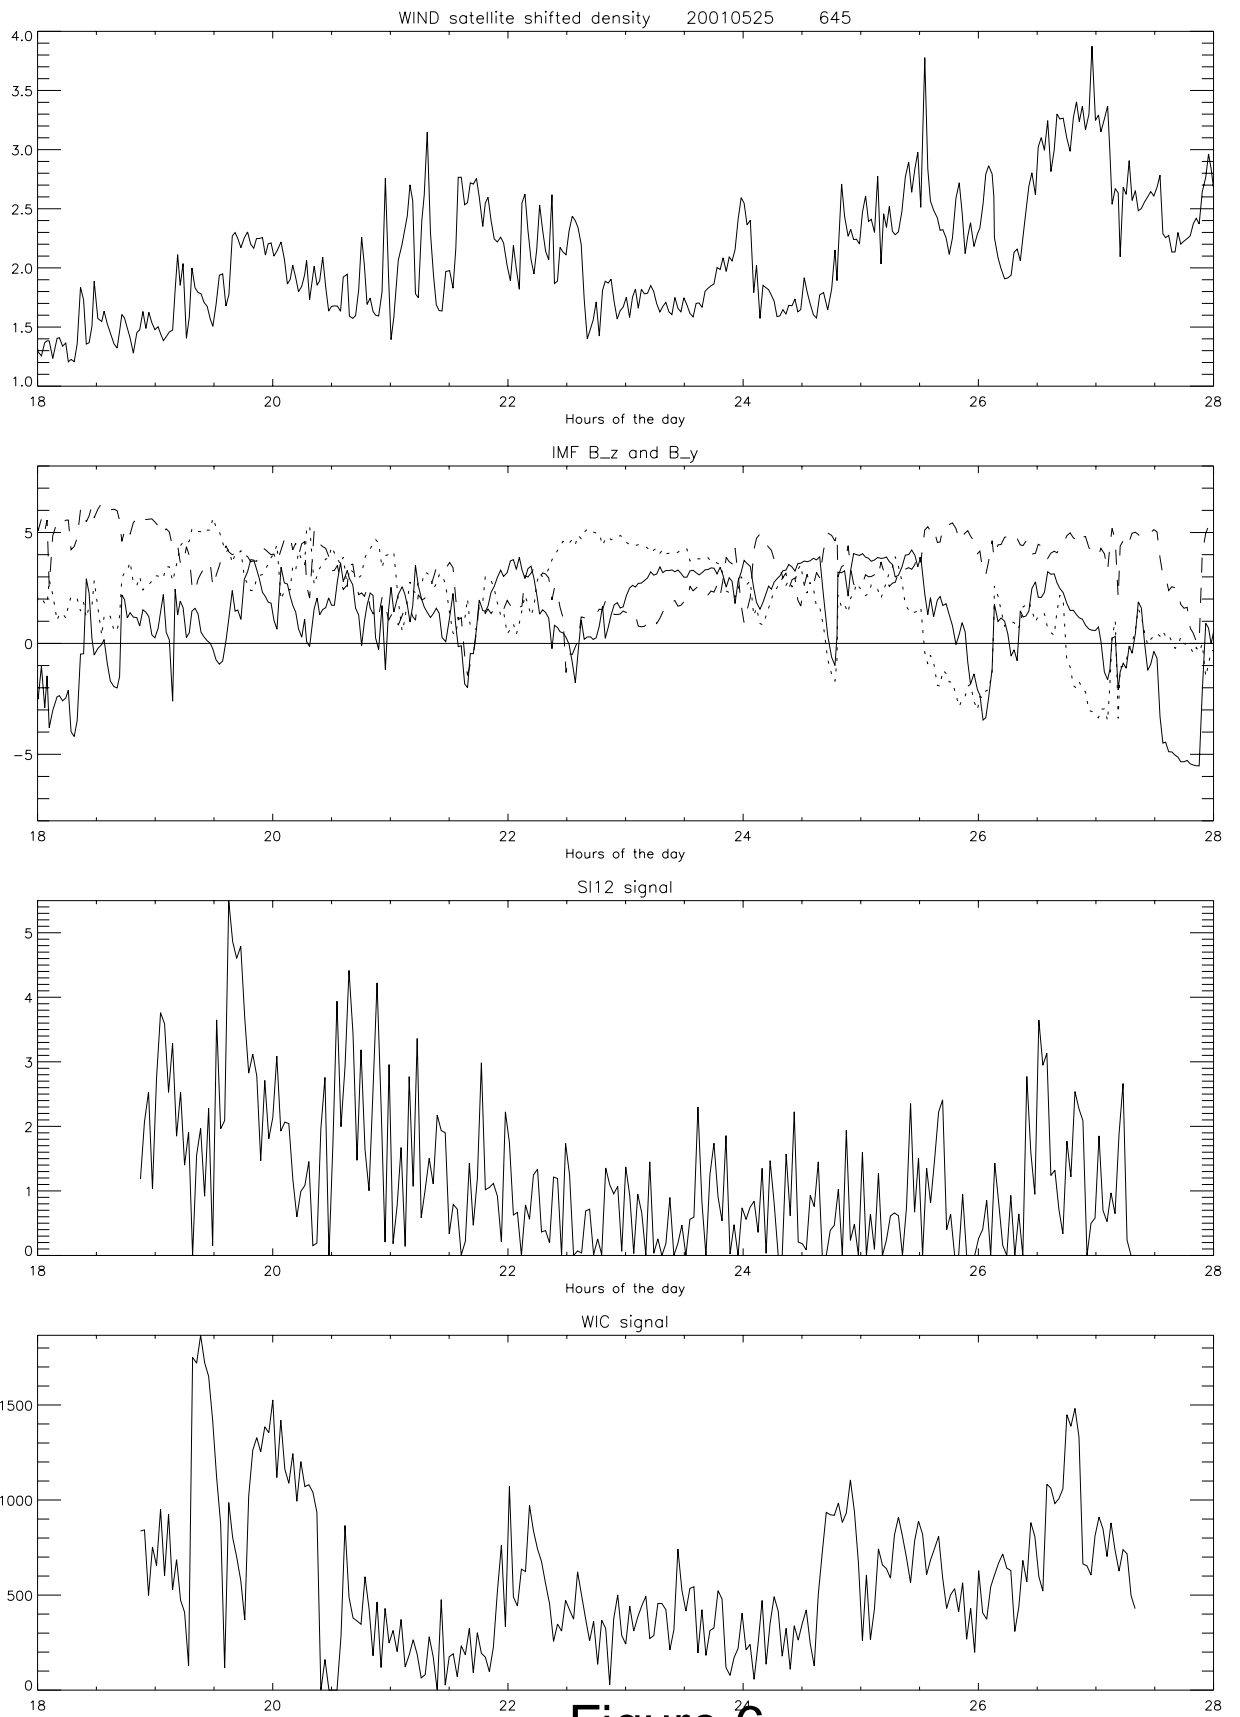 WIND satellite shifted density 20010525 645
4.0
3.5
3.0
2.5
2.0
1.5
1.0
18 20 22 24 26 28
Hours of the day
IMF B_z and B_y
5
0
−5
18 20 22 24 26 28
Hours of the day
SI12 signal
5
4
3
2
1
0
18 20 22 24 26 28
Hours of the day
WIC signal
1500
1000
500
0
18 20 22 24 26 28
Figure 6